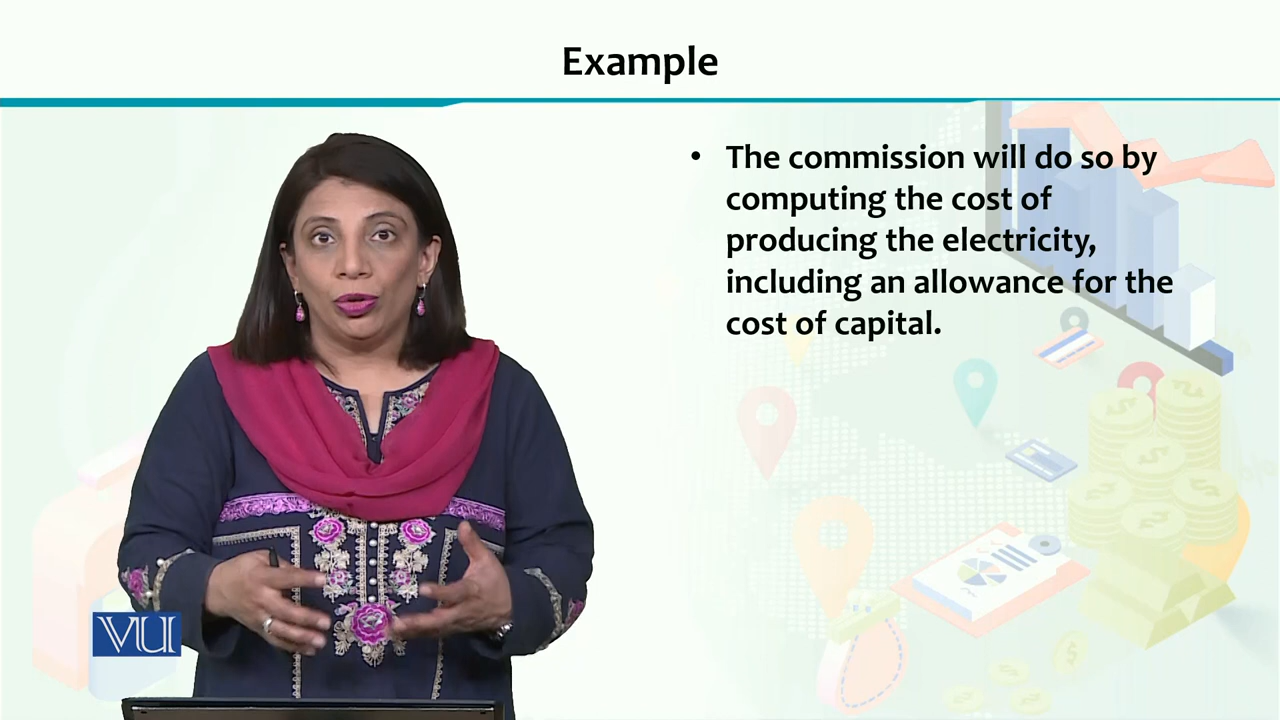 Example
• The commission will do so by
computing the cost of
producing the electricity,
including an allowance for the
cost of capital.
VU